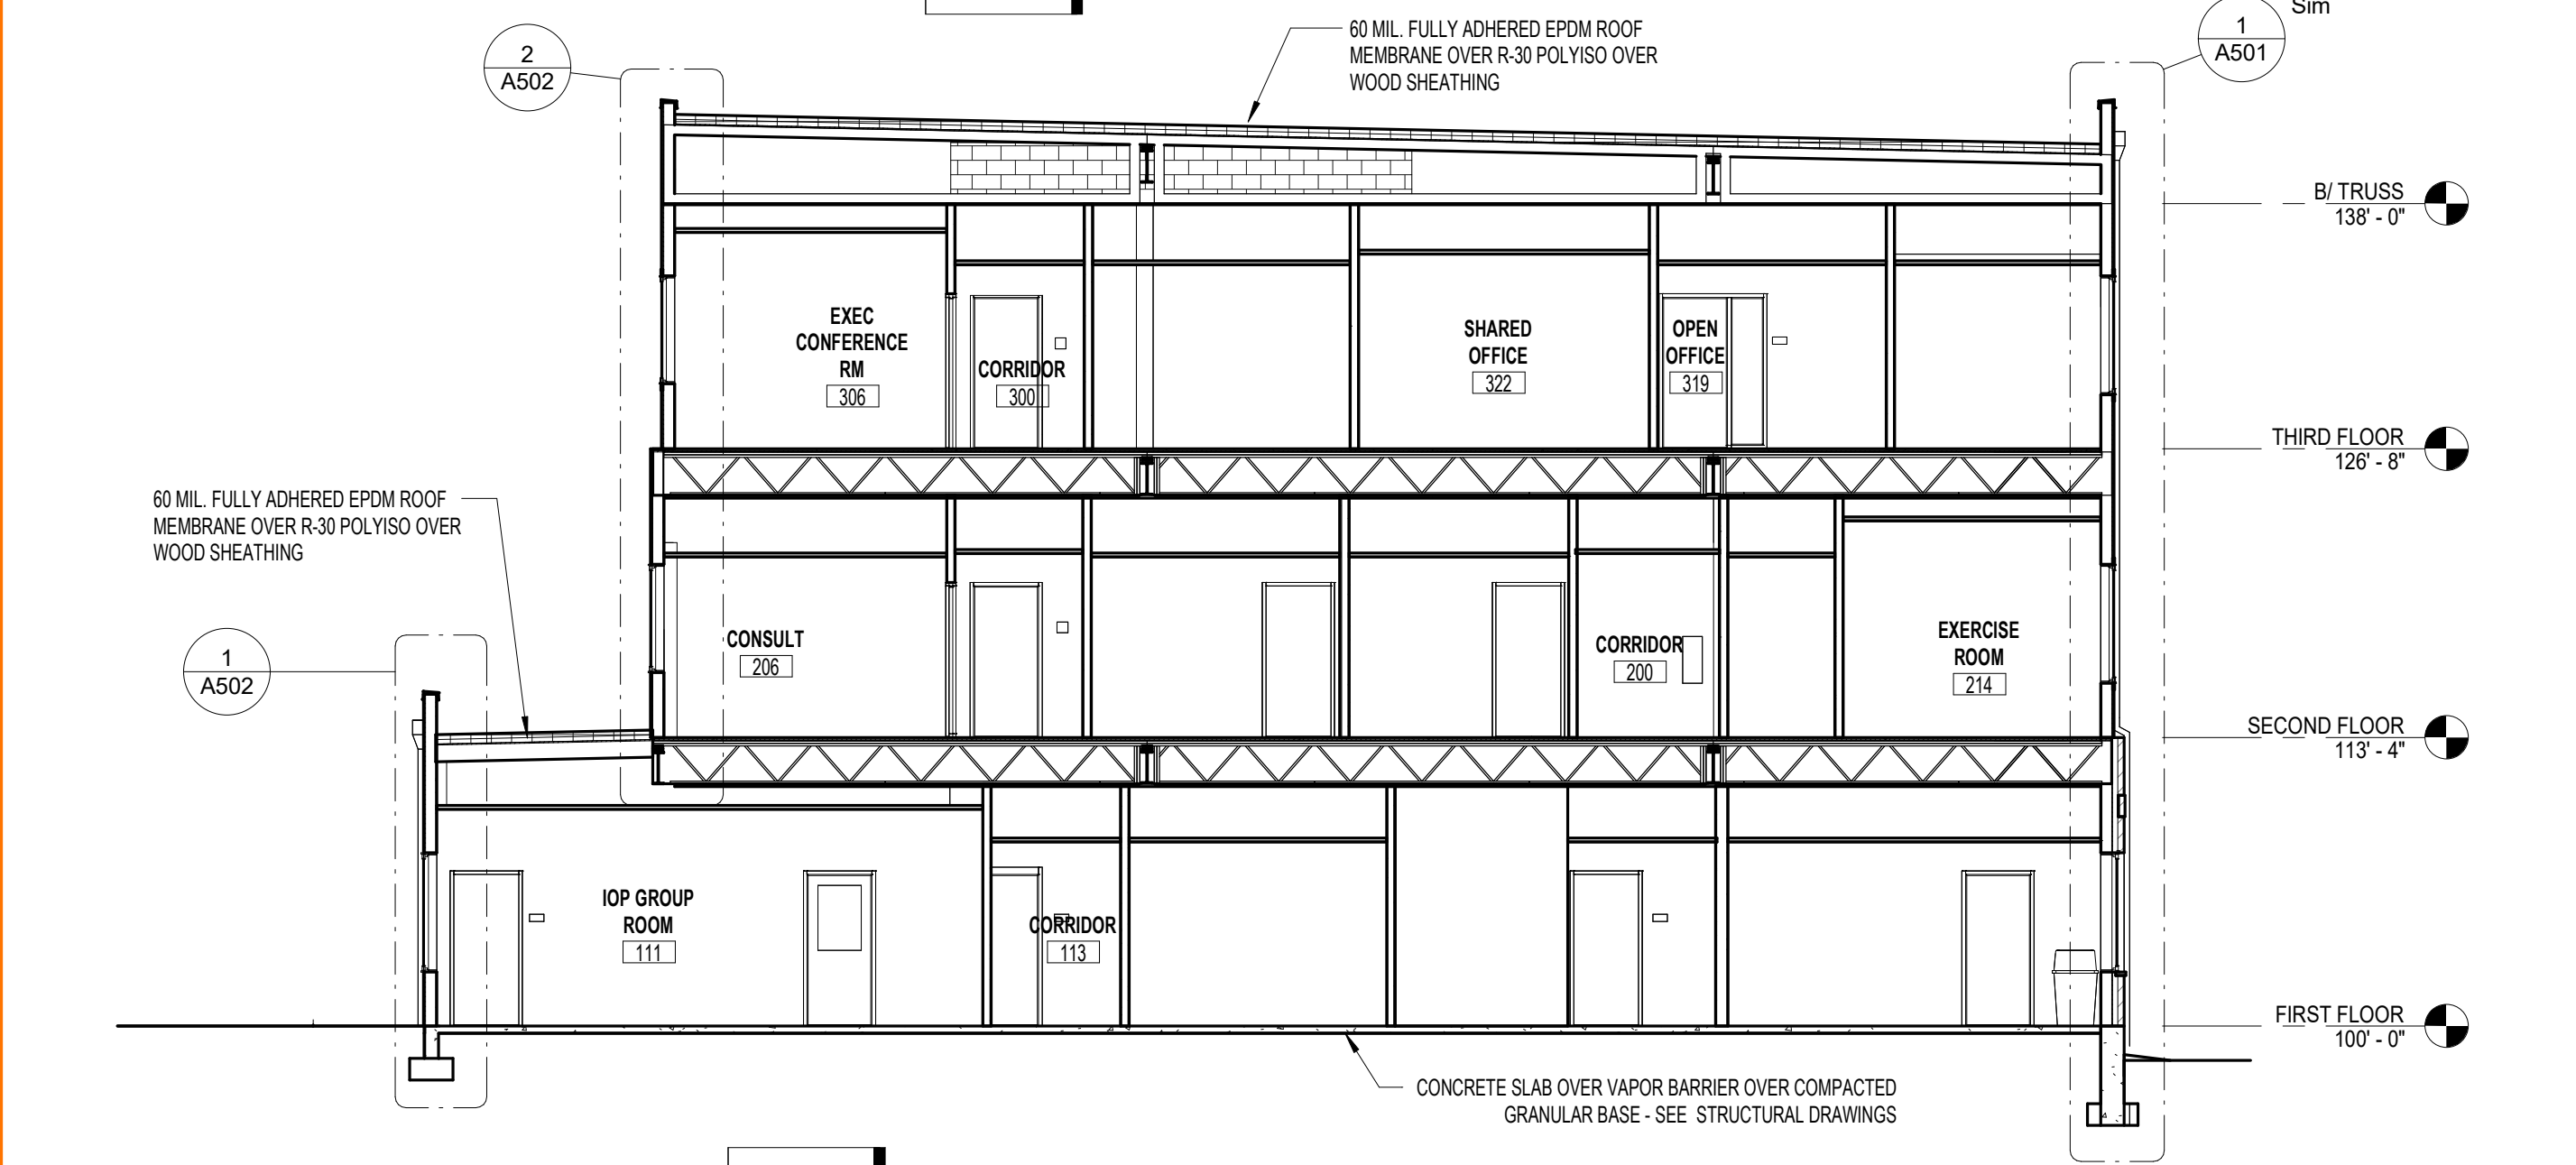 Sim
2
A502
60 MIL. FULLY ADHERED EPDM ROOF
MEMBRANE OVER R-30 POLYISO OVER
WOOD SHEATHING
1
A501
B/ TRUSS
138' - 0"
EXEC
CONFERENCE
RM
306
CORRIDOR
300
SHARED
OFFICE
322
OPEN
OFFICE
319
THIRD FLOOR
126' - 8"
60 MIL. FULLY ADHERED EPDM ROOF
MEMBRANE OVER R-30 POLYISO OVER
WOOD SHEATHING
1
A502
CONSULT
206
CORRIDOR
200
EXERCISE
ROOM
214
SECOND FLOOR
113' - 4"
IOP GROUP
ROOM
111
CORRIDOR
113
FIRST FLOOR
100' - 0"
CONCRETE SLAB OVER VAPOR BARRIER OVER COMPACTED
GRANULAR BASE - SEE STRUCTURAL DRAWINGS